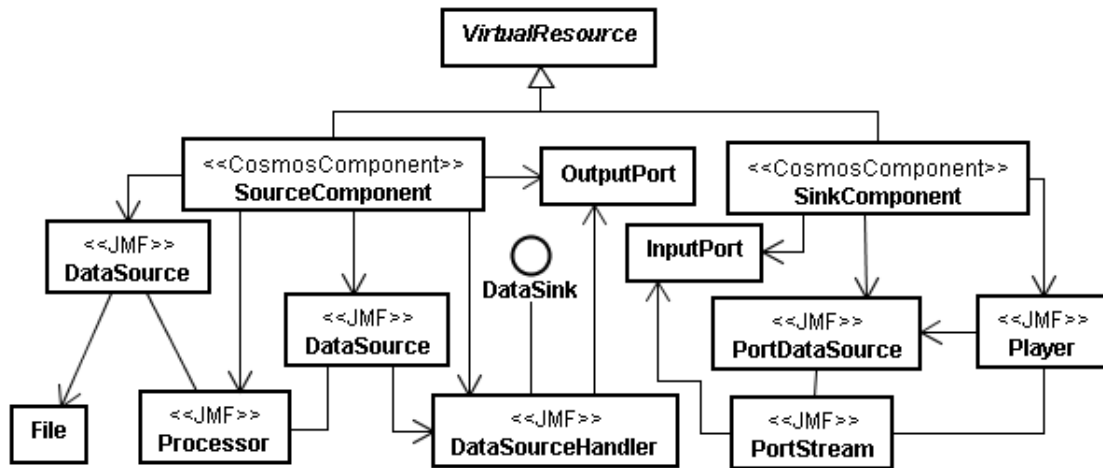 VirtualResource
<<CosmosComponent>>
SourceComponent
OutputPort
<<CosmosComponent>>
SinkComponent
<<JMF>>
DataSource
InputPort
DataSink
<<JMF>>
DataSource
<<JMF>>
PortDataSource
<<JMF>>
Player
File
<<JMF>>
Processor
<<JMF>>
DataSourceHandler
<<JMF>>
PortStream